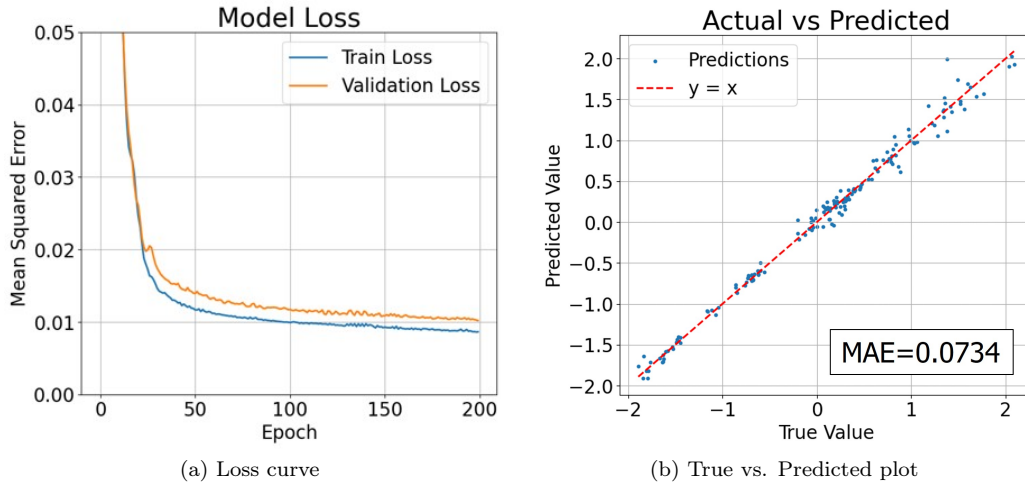 Model Loss
Mean Squared Error
0.05
0.04
0.03
0.02
0.01
0.00
Train Loss
Validation Loss
0
50
100
150
200
Epoch
(a) Loss curve
Actual vs Predicted
Predicted Value
2.0
1.5
1.0
0.5
0.0
−0.5
−1.0
−1.5
−2.0
Predictions
y = x
MAE=0.0734
−2
−1
0
1
2
True Value
(b) True vs. Predicted plot